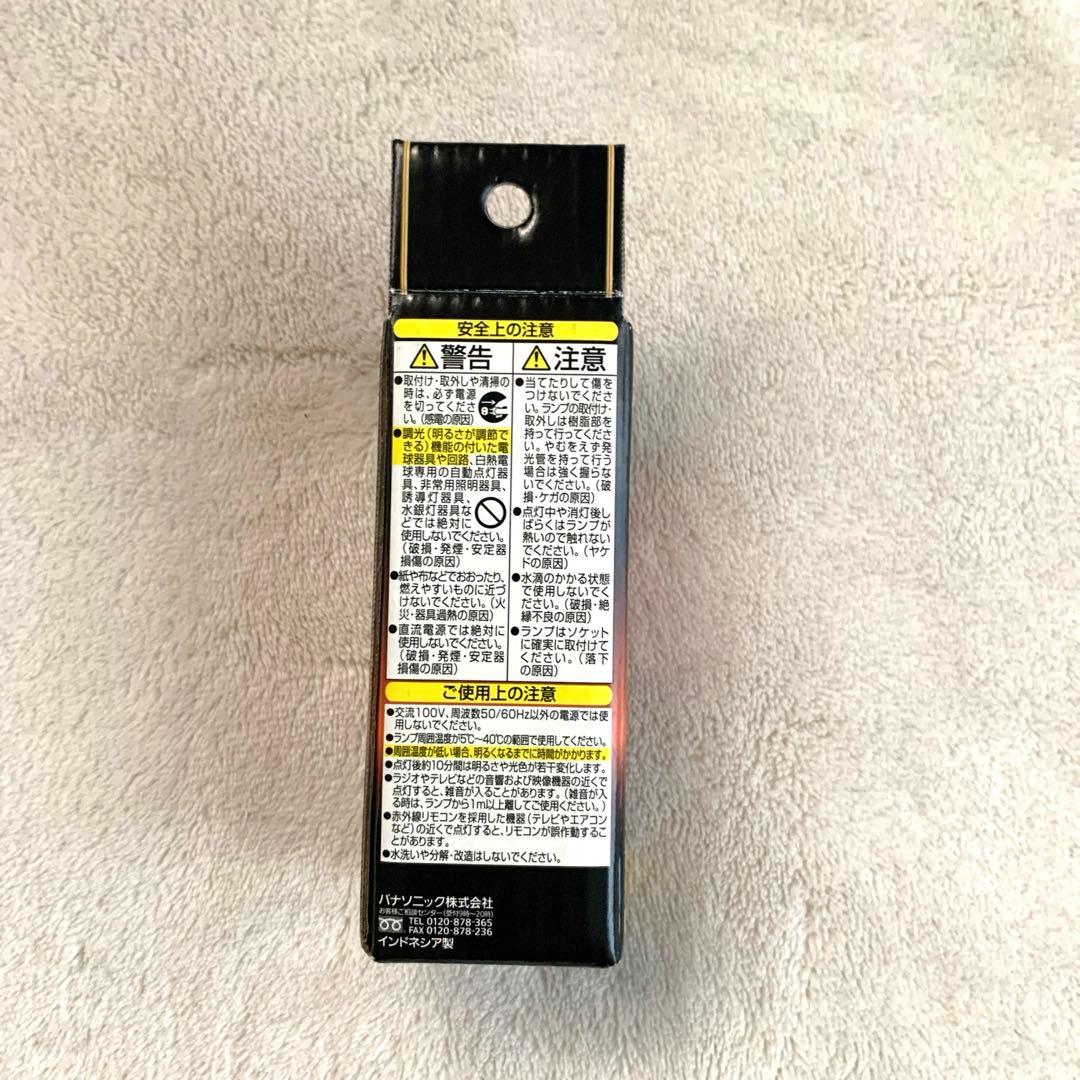 安全上の注意
警告
●取付け・取外しや清掃の
時は、必ず電源
を切ってくださ
い。(感電の原因)
●調光(明るさが調節で
きる)機能の付いた電
球器具や回路、白熱電
球専用の自動点灯器
具、非常用照明器具、
誘導灯器具、
水銀灯器具な
どでは絶対に
使用しないでください。
(破損・発煙・安定器
損傷の原因)
●紙や布などでおおったり、
燃えやすいものに近づ
けないでください。(火
災・器具過熱の原因)
●直流電源では絶対に
使用しないでください。
(破損・発煙・安定器
損傷の原因)
注意
●当てたりして傷を
つけないでくださ
い。ランプの取付け・
取外しは樹脂部を
持って行ってくださ
い。やむをえず発
光管を持って行う
場合は強く握らな
いでください。(破
損・ケガの原因)
●点灯中や消灯後し
ばらくはランプが
熱いので触れない
でください。(ヤケ
ドの原因)
●水滴のかかる状態
で使用しないでくだ
さい。(破損・絶
縁不良の原因)
●ランプはソケット
に確実に取付けて
ください。(落下
の原因)
ご使用上の注意
●交流100V、周波数50/60Hz以外の電源では使
用しないでください。
●ランプ周囲温度が5℃~40℃の範囲で使用してください。
●周囲温度が低い場合、明るくなるまでに時間がかかります。
●点灯後約10分間は明るさや光色が若干変化します。
●ラジオやテレビなどの音響および映像機器の近くで
点灯すると、雑音が入ることがあります。(雑音が入
る時は、ランプから1m以上離してご使用ください。)
●赤外線リモコンを採用した機器(テレビやエアコン
など)の近くで点灯すると、リモコンが誤作動するこ
とがあります。
●水洗いや分解・改造はしないでください。
パナソニック株式会社
お客様ご相談センター(受付9時~20時)
TEL 0120-878-365
FAX 0120-878-236
インドネシア製